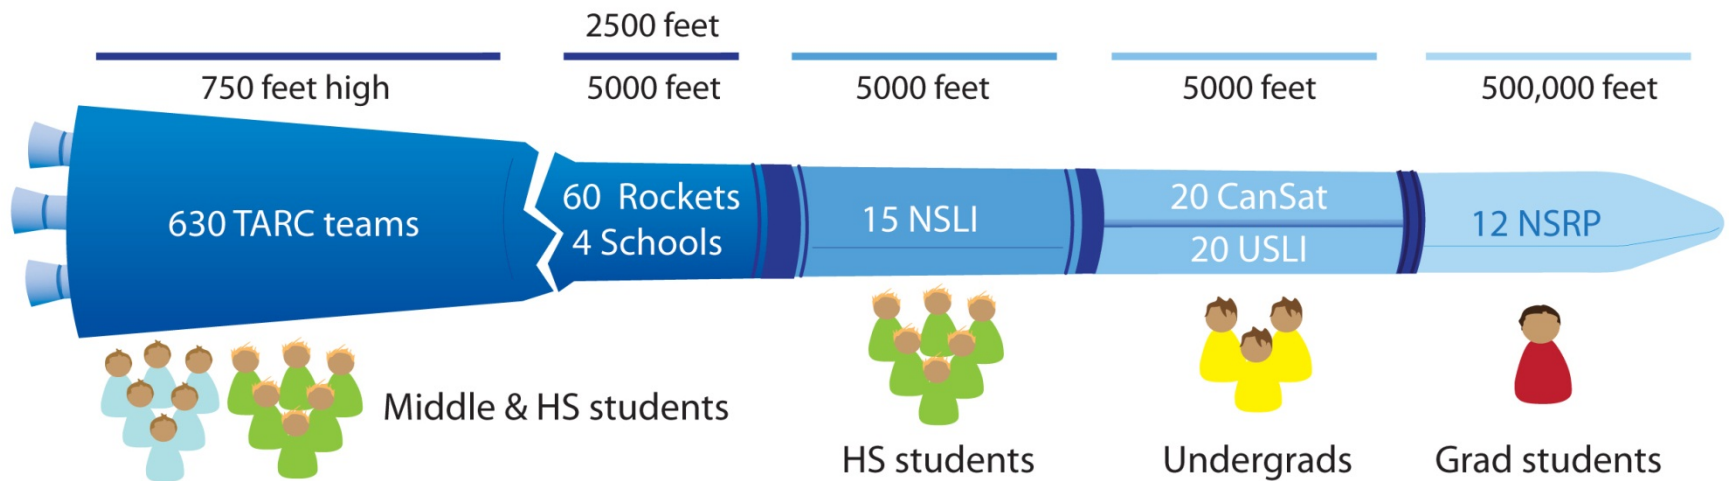 2500 feet
750 feet high
5000 feet
5000 feet
5000 feet
500,000 feet
630 TARC teams
60 Rockets
4 Schools
15 NSLI
20 CanSat
20 USLI
12 NSRP
Middle & HS students
HS students
Undergrads
Grad students